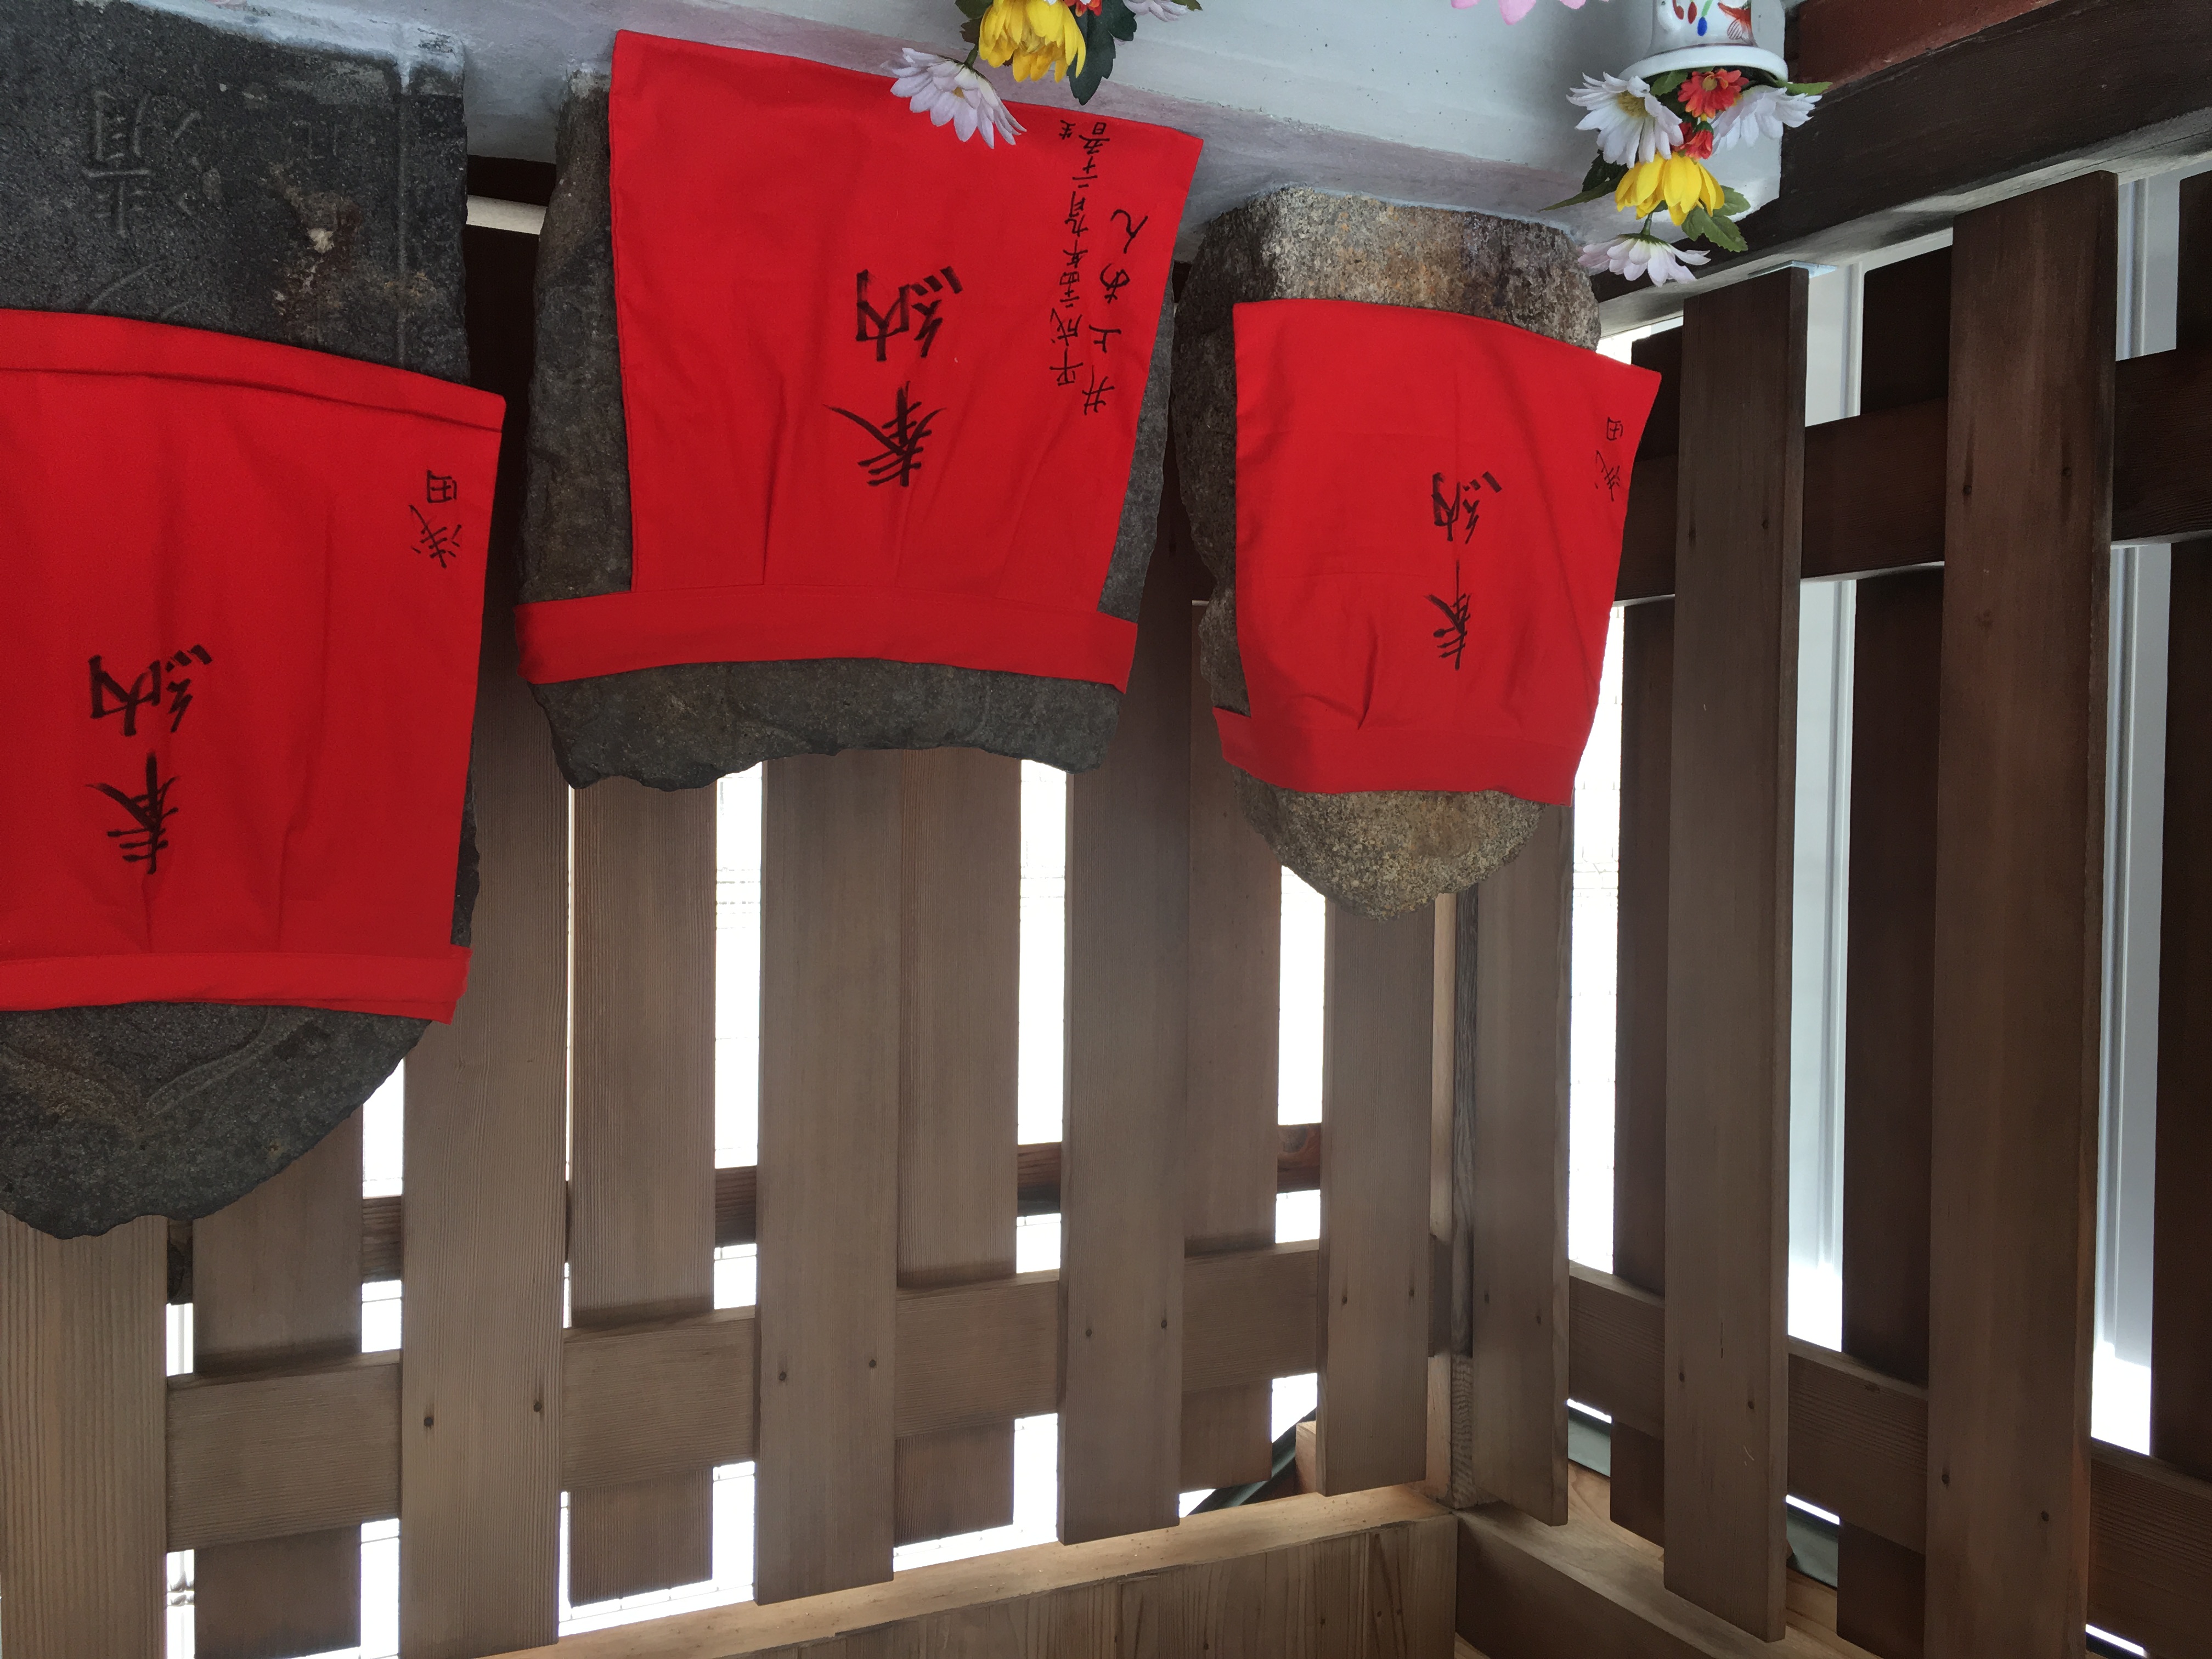 奉納
浅田
奉納
平成二十四年九月二十五日生
井上あん
奉納
浅田
清